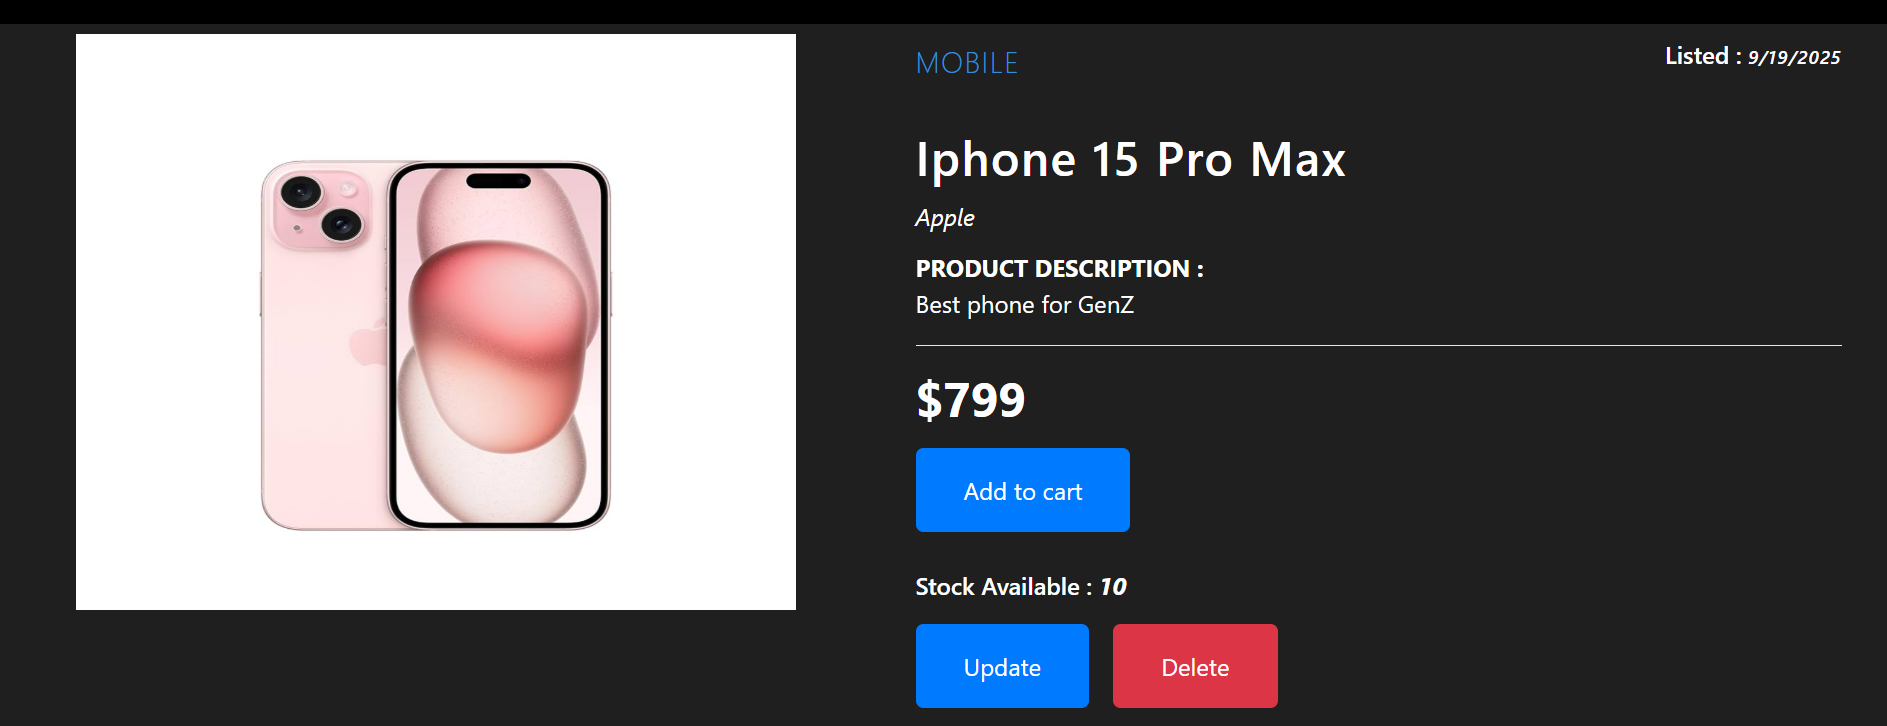 MOBILE
Listed : 9/19/2025
Iphone 15 Pro Max
Apple
PRODUCT DESCRIPTION :
Best phone for GenZ
$799
Add to cart
Stock Available : 10
Update
Delete